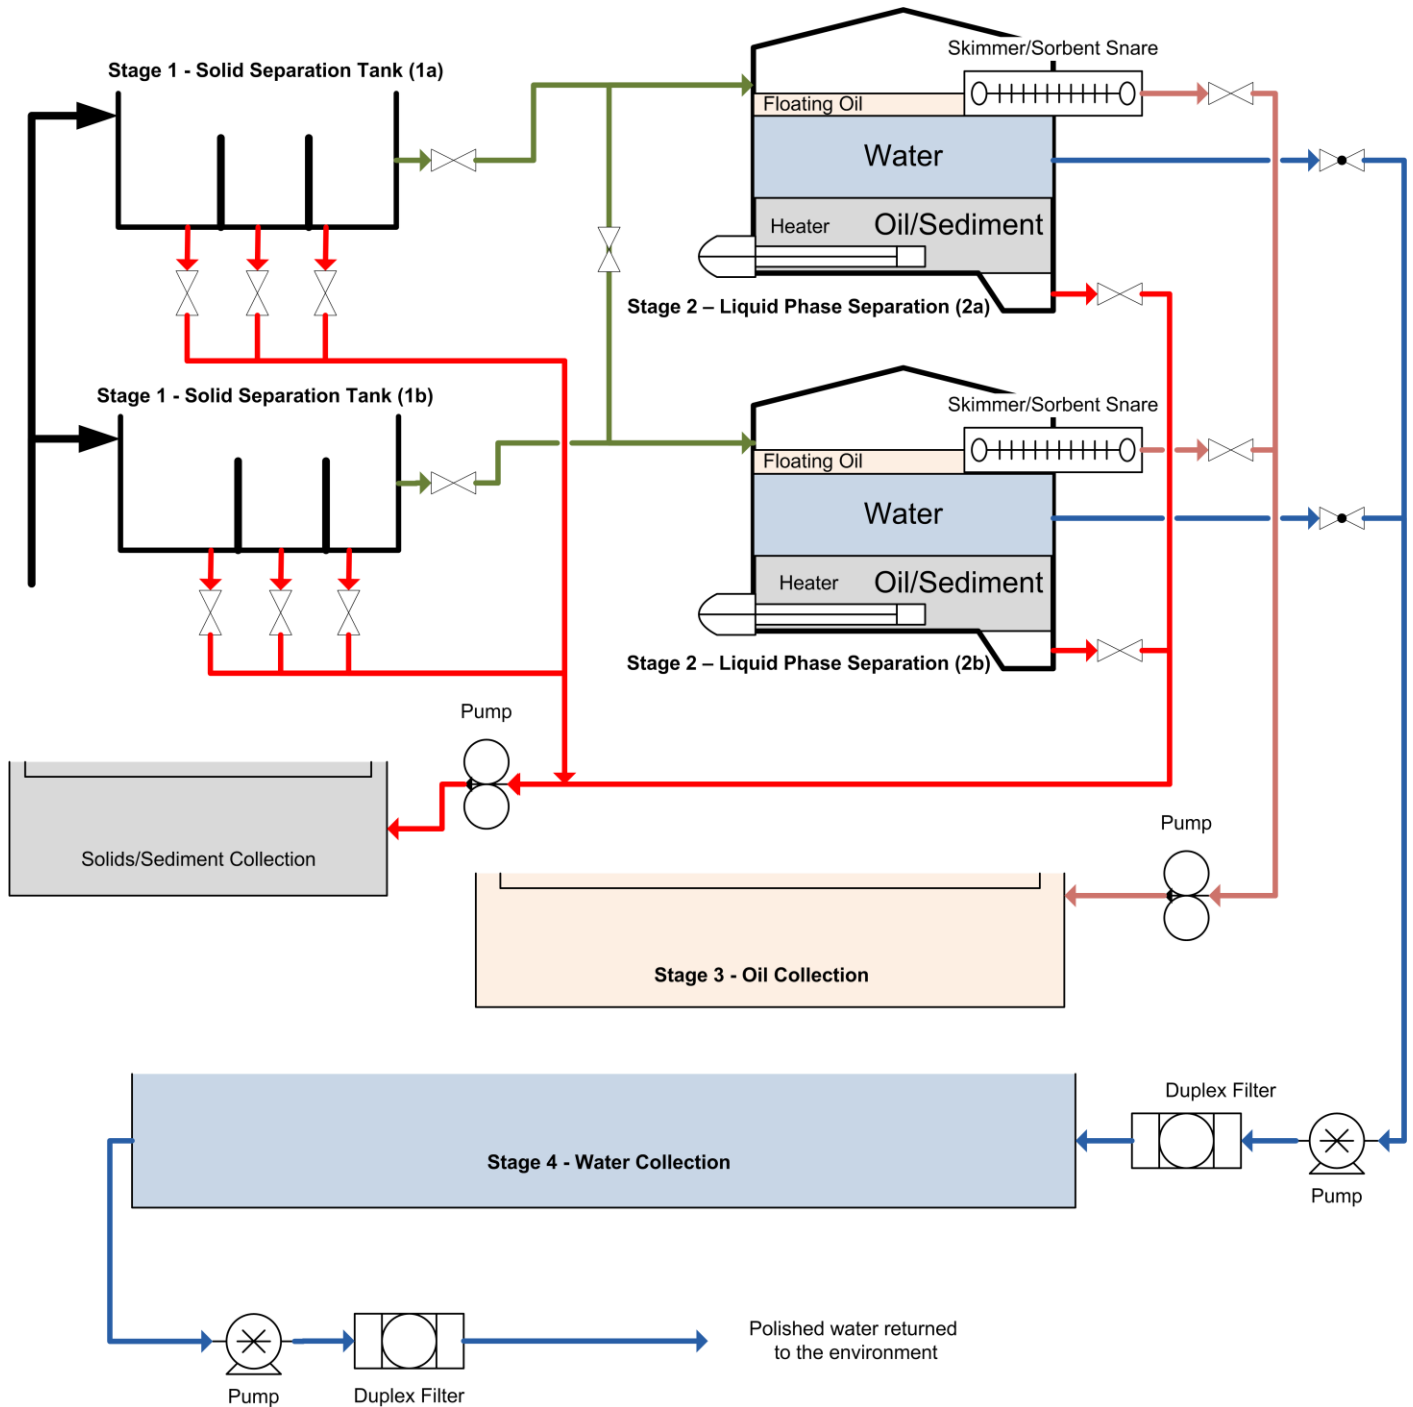 Skimmer/Sorbent Snare
Stage 1 - Solid Separation Tank (1a)
Floating Oil
Water
Oil/Sediment
Heater
Stage 2 – Liquid Phase Separation (2a)
Stage 1 - Solid Separation Tank (1b)
Skimmer/Sorbent Snare
Floating Oil
Water
Oil/Sediment
Heater
Stage 2 – Liquid Phase Separation (2b)
Pump
Solids/Sediment Collection
Pump
Stage 3 - Oil Collection
Duplex Filter
Stage 4 - Water Collection
Pump
Polished water returned
to the environment
Pump
Duplex Filter